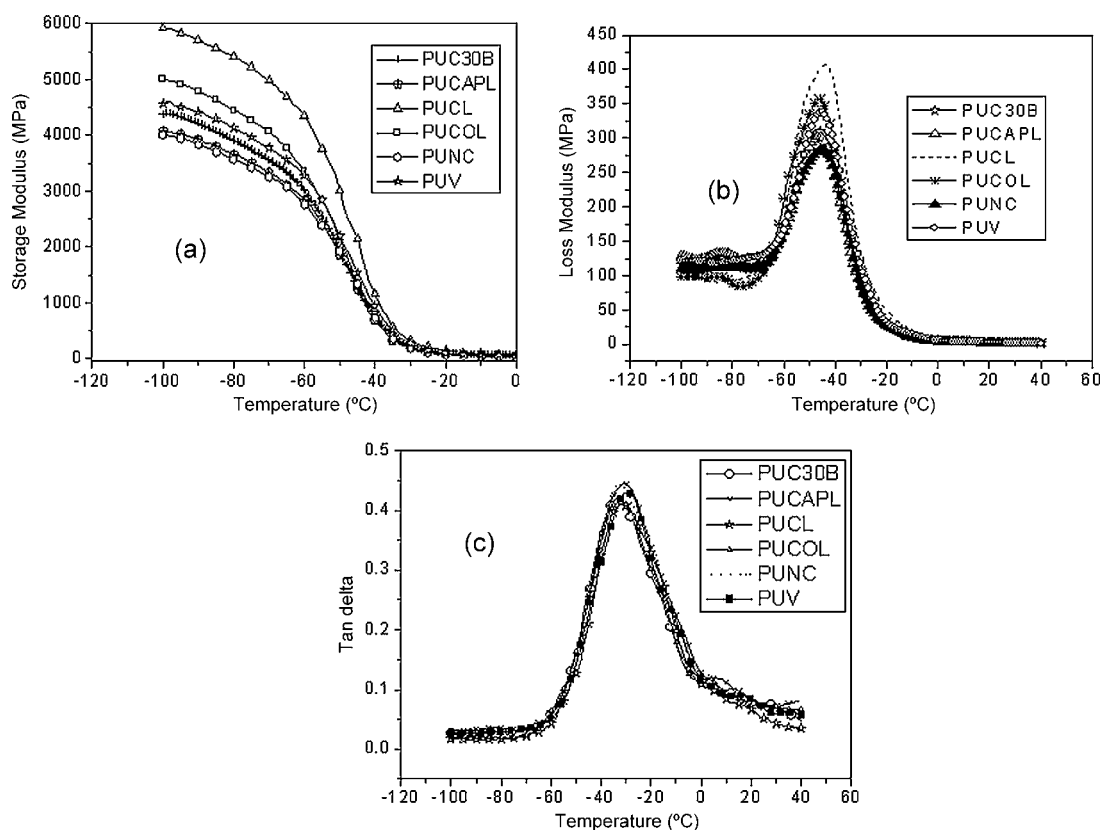 6000
5000
4000
3000
2000
1000
0
Storage Modulus (MPa)
-120 -100 -80 -60 -40 -20 0
Temperature (ºC)
(a)
PUC30B
PUCAPL
PUCL
PUCOL
PUNC
PUV
450
400
350
300
250
200
150
100
50
0
Loss Modulus (MPa)
-120 -100 -80 -60 -40 -20 0 20 40 60
Temperature (ºC)
(b)
PUC30B
PUCAPL
PUCL
PUCOL
PUNC
PUV
0.5
0.4
0.3
0.2
0.1
0.0
Tan delta
-120 -100 -80 -60 -40 -20 0 20 40 60
Temperature (ºC)
(c)
PUC30B
PUCAPL
PUCL
PUCOL
PUNC
PUV